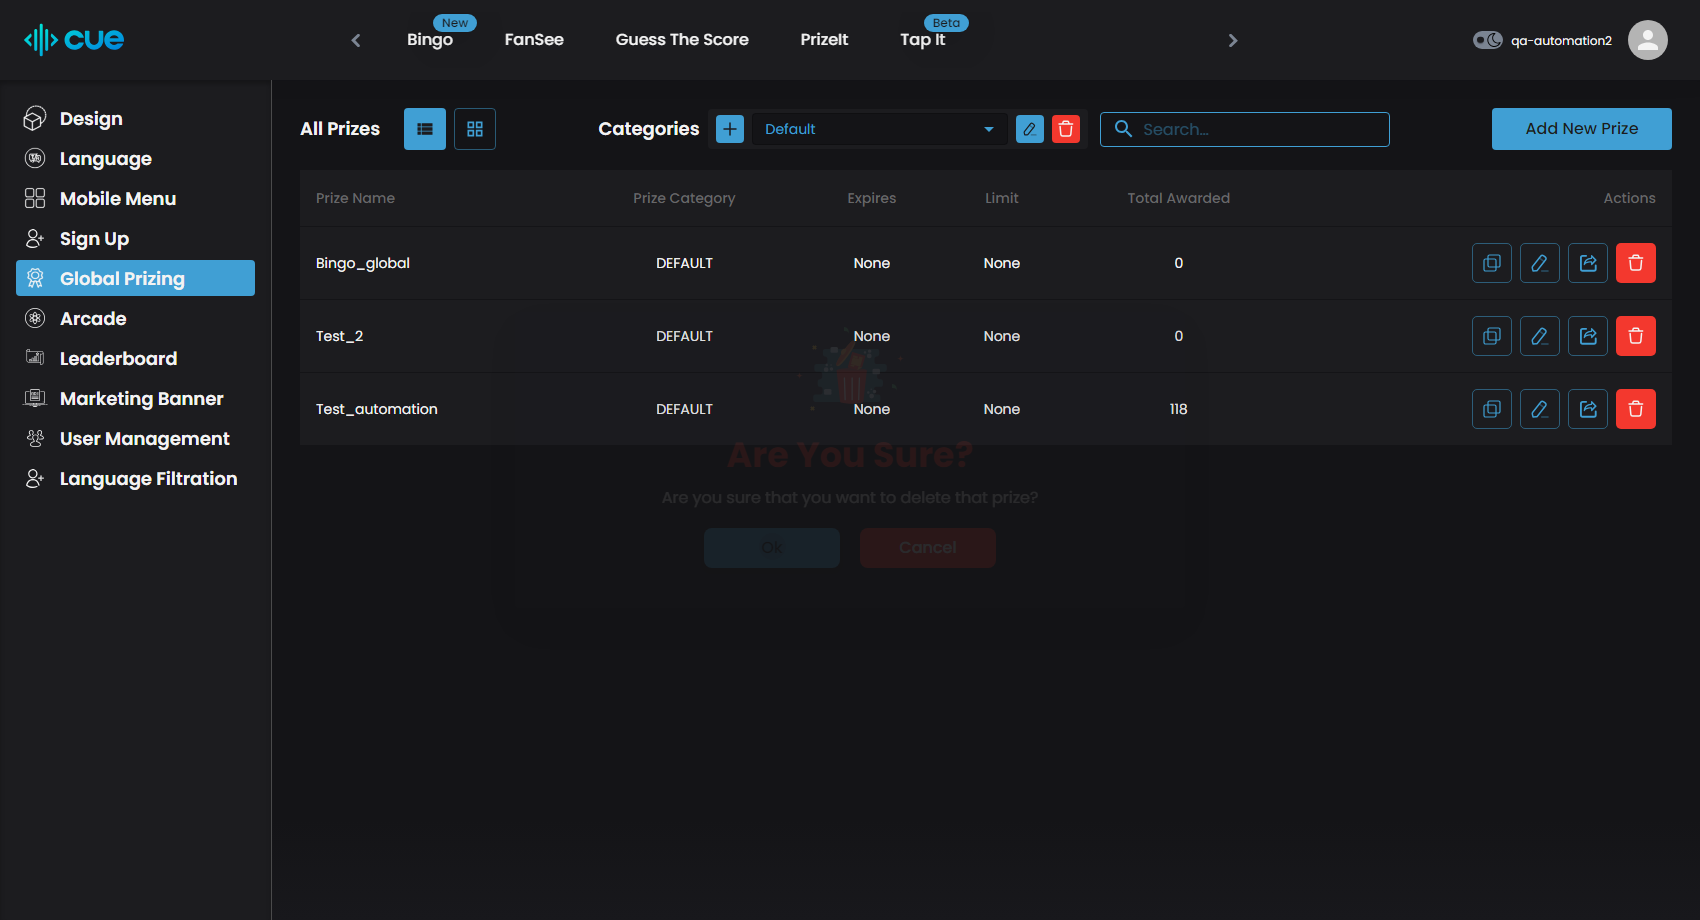 cue
New
Bingo
FanSee
Guess The Score
PrizeIt
Beta
Tap It
qa-automation2
Design
Language
Mobile Menu
Sign Up
Global Prizing
Arcade
Leaderboard
Marketing Banner
User Management
Language Filtration
All Prizes
Categories
Default
Search...
Add New Prize
Prize Name Prize Category Expires Limit Total Awarded Actions
Bingo_global DEFAULT None None 0
Test_2 DEFAULT None None 0
Test_automation DEFAULT None None 118
Are You Sure?
Are you sure that you want to delete that prize?
Ok Cancel